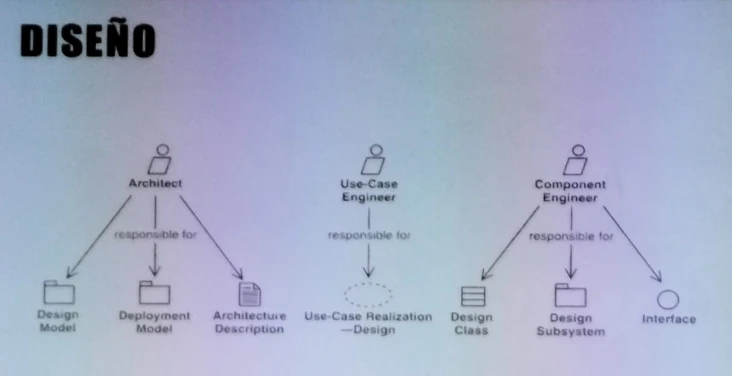 DISEÑO
Architect
Use-Case
Engineer
Component
Engineer
responsible for
responsible for
responsible for
Design
Model
Deployment
Model
Architecture
Description
Use-Case Realization
—Design
Design
Class
Design
Subsystem
Interface